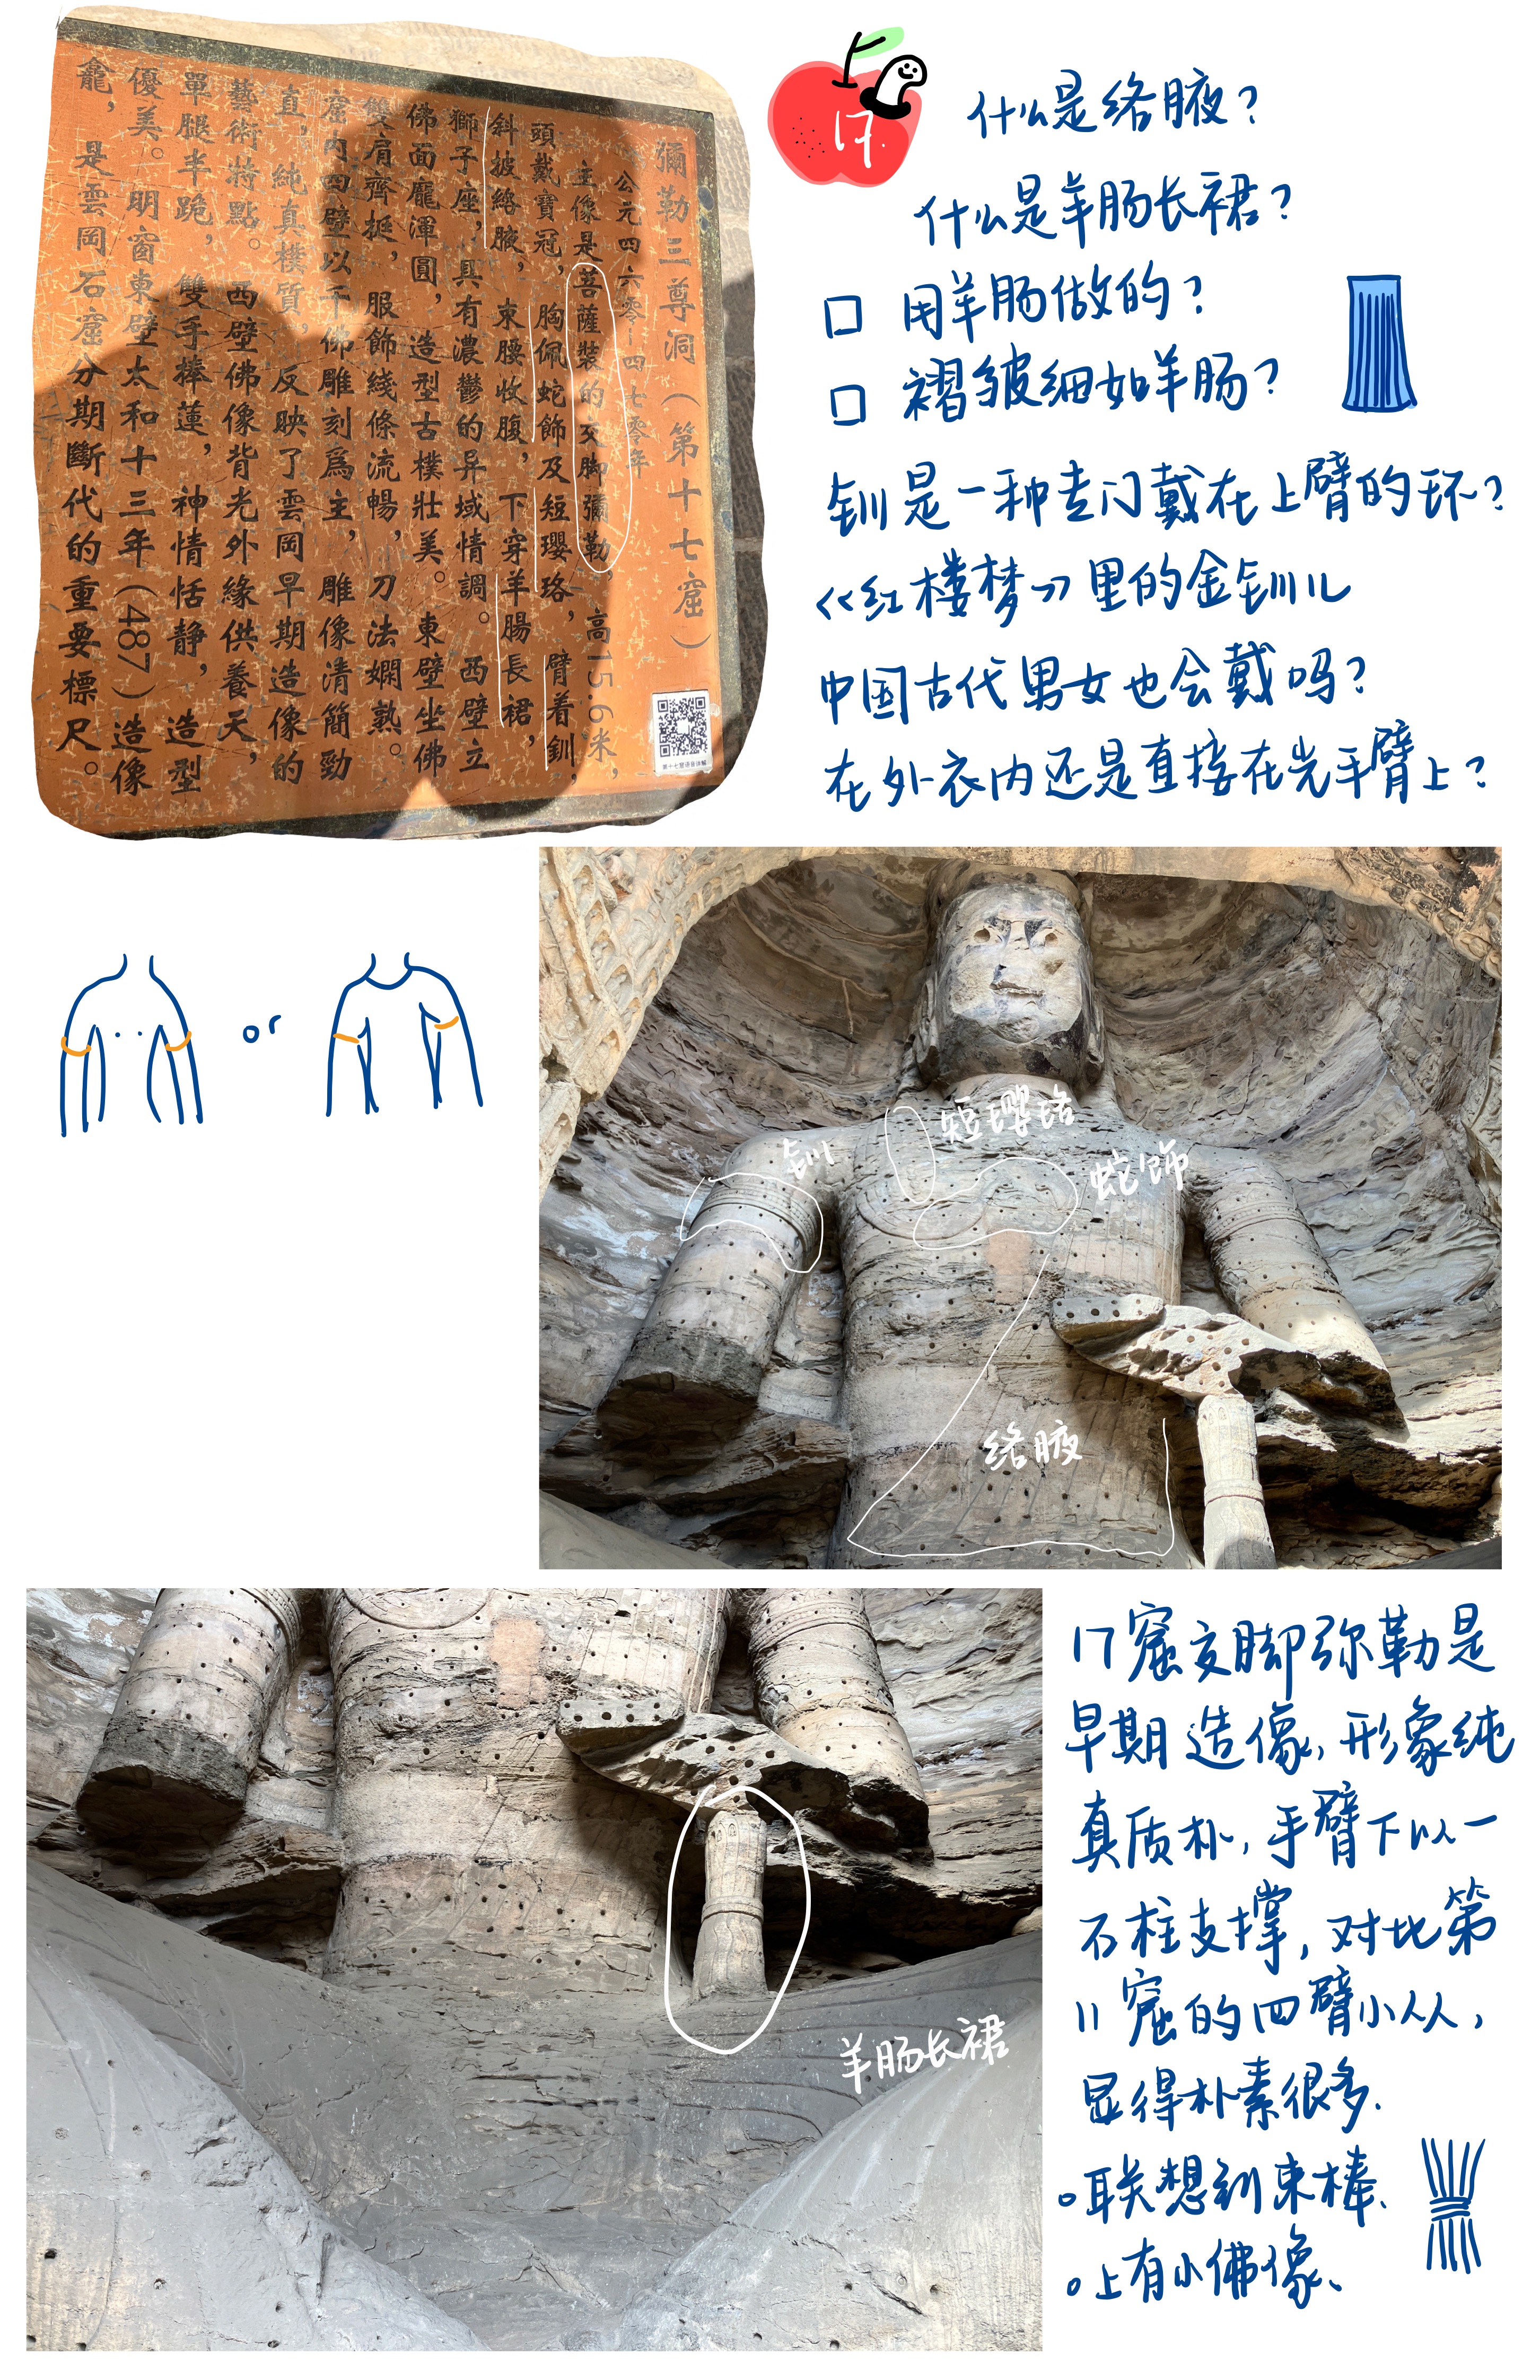 彌勒三尊洞（第十七窟）
公元四六零－四七零年
主像是菩薩裝的交脚彌勒，高15.6米，
頭戴寶冠，胸佩蛇飾及短瓔珞，臂着釧，
斜披絡腋，束腰收腹，下穿羊腸長裙，
獅子座，具有濃鬱的异域情調。西壁立
佛面龐渾圓，造型古樸壯美。東壁坐佛
雙肩齊挺，服飾綫條流暢，刀法嫻熟。
窟内四壁以千佛雕刻爲主，雕像清簡勁
直，純真樸質，反映了雲岡早期造像的
藝術特點。西壁佛像背光外緣供養天，
單腿半跪，雙手捧蓮，神情恬静，造型
優美。明窗東壁太和十三年（487）造像
龕，是雲岡石窟分期斷代的重要標尺。
17.
什么是络腋？
什么是羊肠长裙？
用羊肠做的？
褶皱细如羊肠？
钏是一种专门戴在上臂的环？
《红楼梦》里的金钏儿
中国古代男女也会戴吗？
在外衣内还是直接在光手臂上？
or
短璎珞
钏
蛇饰
络腋
羊肠长裙
17窟交脚弥勒是
早期造像，形象纯
真质朴，手臂下以一
石柱支撑，对比第
11窟的四臂小人，
显得朴素很多．
联想到束棒、
上有小佛像、